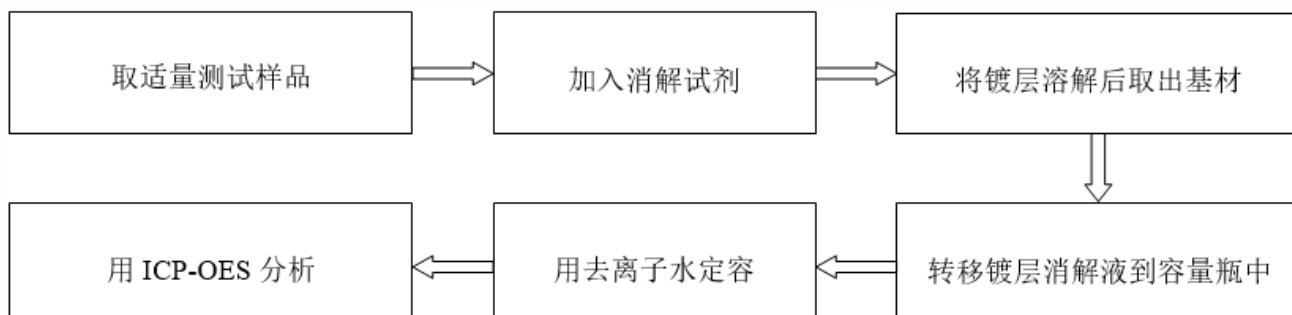 取适量测试样品
加入消解试剂
将镀层溶解后取出基材
转移镀层消解液到容量瓶中
用去离子水定容
用 ICP-OES 分析